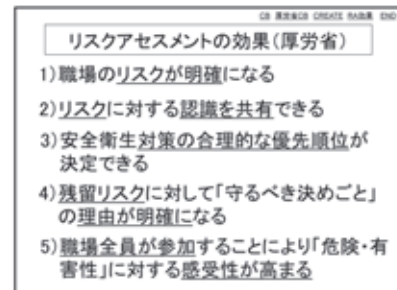 リスクアセスメントの効果(厚労省)
1)職場のリスクが明確になる
2)リスクに対する認識を共有できる
3)安全衛生対策の合理的な優先順位が
決定できる
4)残留リスクに対して「守るべき決めごと」
の理由が明確になる
5)職場全員が参加することにより「危険・有
害性」に対する感受性が高まる